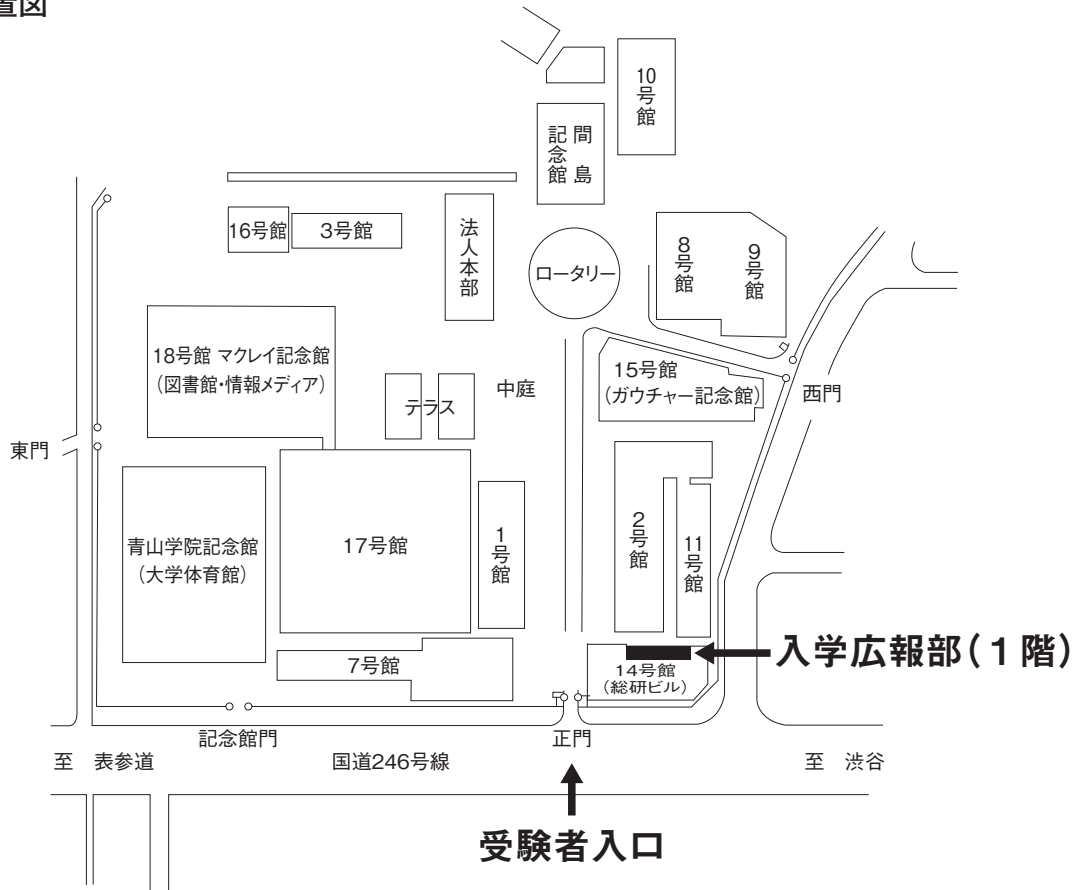 置図
10号館
間島
記念館
16号館
3号館
法人本部
ロータリー
8号館
9号館
18号館 マクレイ記念館
(図書館・情報メディア)
テラス
中庭
15号館
(ガウチャー記念館)
西門
東門
青山学院記念館
(大学体育館)
17号館
1号館
2号館
11号館
7号館
14号館
(総研ビル)
入学広報部(1階)
記念館門
正門
至 表参道
国道246号線
至 渋谷
受験者入口